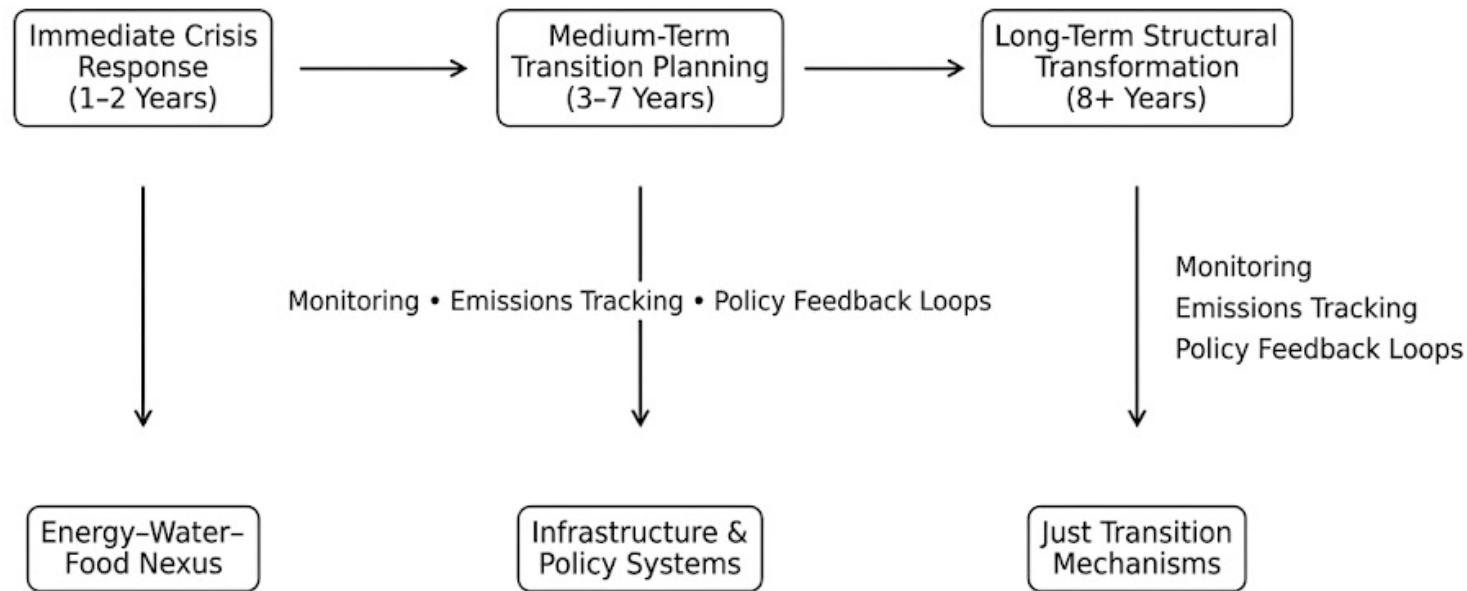 Immediate Crisis
Response
(1–2 Years)
Medium-Term
Transition Planning
(3–7 Years)
Long-Term Structural
Transformation
(8+ Years)
Monitoring • Emissions Tracking • Policy Feedback Loops
Monitoring
Emissions Tracking
Policy Feedback Loops
Energy–Water–
Food Nexus
Infrastructure &
Policy Systems
Just Transition
Mechanisms